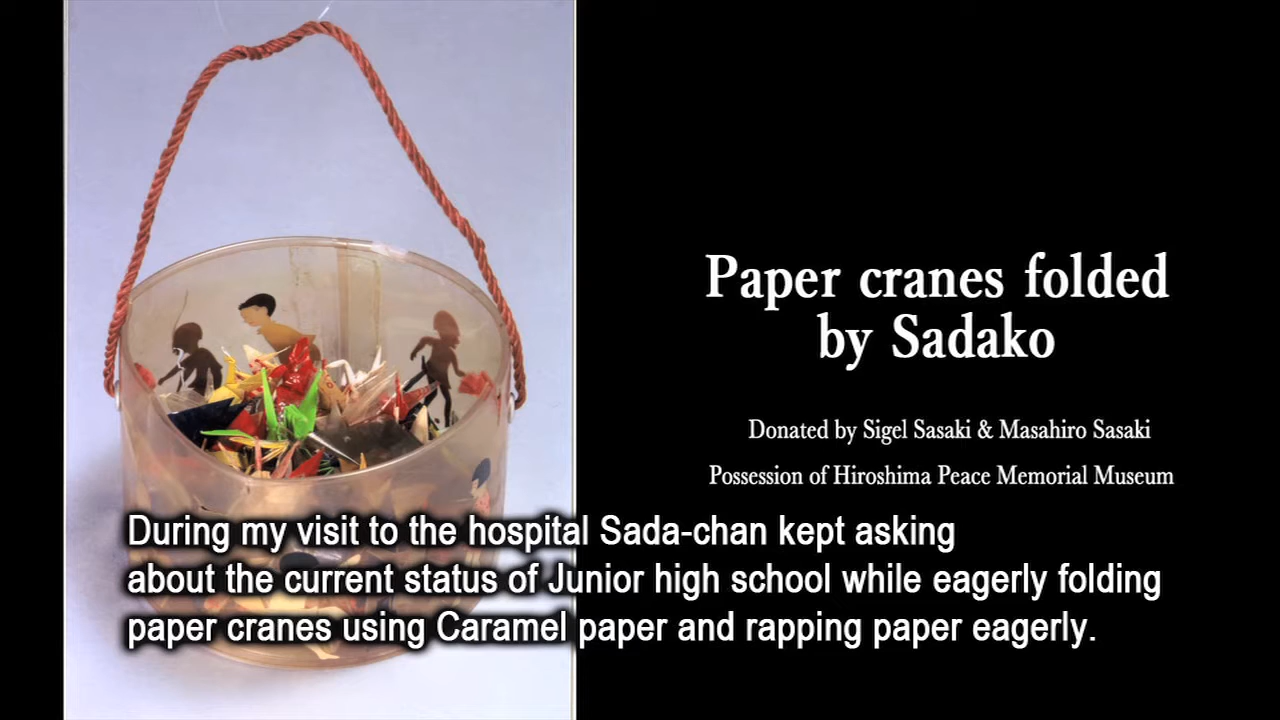 Paper cranes folded
by Sadako
Donated by Sigel Sasaki & Masahiro Sasaki
Possession of Hiroshima Peace Memorial Museum
During my visit to the hospital Sada-chan kept asking
about the current status of Junior high school while eagerly folding
paper cranes using Caramel paper and rapping paper eagerly.